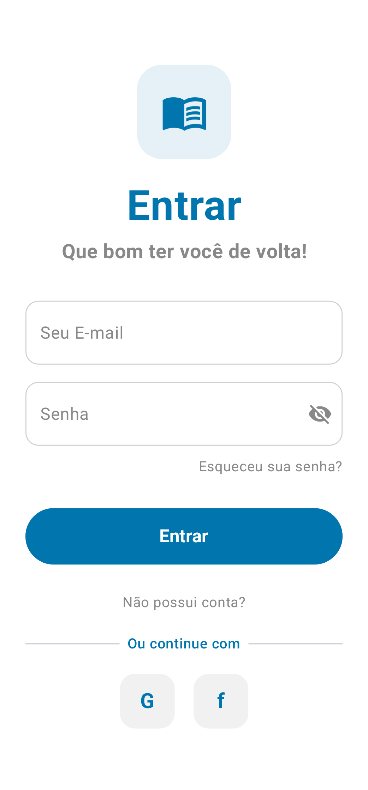 Entrar
Que bom ter você de volta!
Seu E-mail
Senha
Esqueceu sua senha?
Entrar
Não possui conta?
Ou continue com
G f